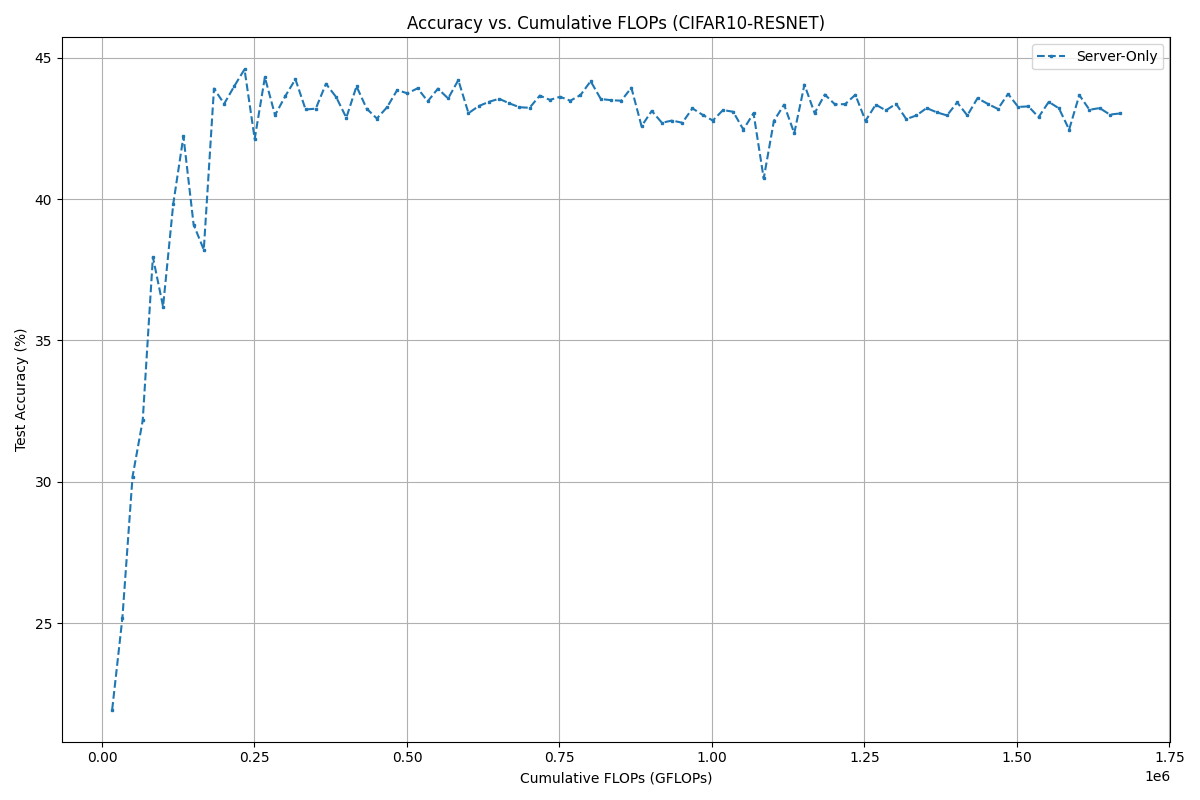 Accuracy vs. Cumulative FLOPs (CIFAR10-RESNET)
Server-Only
Test Accuracy (%)
45
40
35
30
25
0.00 0.25 0.50 0.75 1.00 1.25 1.50 1.75
1e6
Cumulative FLOPs (GFLOPs)